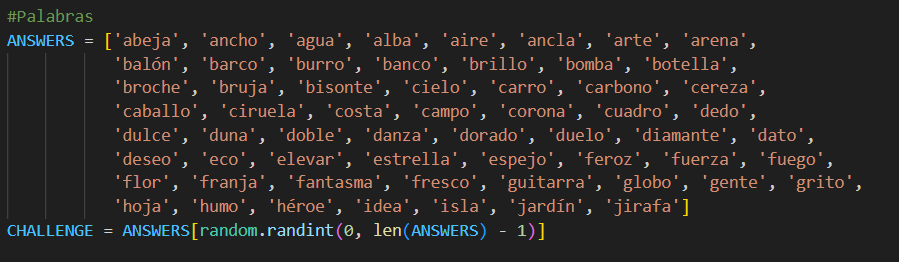 #Palabras
ANSWERS = ['abeja', 'ancho', 'agua', 'alba', 'aire', 'ancla', 'arte', 'arena',
'balón', 'barco', 'burro', 'banco', 'brillo', 'bomba', 'botella',
'broche', 'bruja', 'bisonte', 'cielo', 'carro', 'carbono', 'cereza',
'caballo', 'ciruela', 'costa', 'campo', 'corona', 'cuadro', 'dedo',
'dulce', 'duna', 'doble', 'danza', 'dorado', 'duelo', 'diamante', 'dato',
'deseo', 'eco', 'elevar', 'estrella', 'espejo', 'feroz', 'fuerza', 'fuego',
'flor', 'franja', 'fantasma', 'fresco', 'guitarra', 'globo', 'gente', 'grito',
'hoja', 'humo', 'héroe', 'idea', 'isla', 'jardín', 'jirafa']
CHALLENGE = ANSWERS[random.randint(0, len(ANSWERS) - 1)]